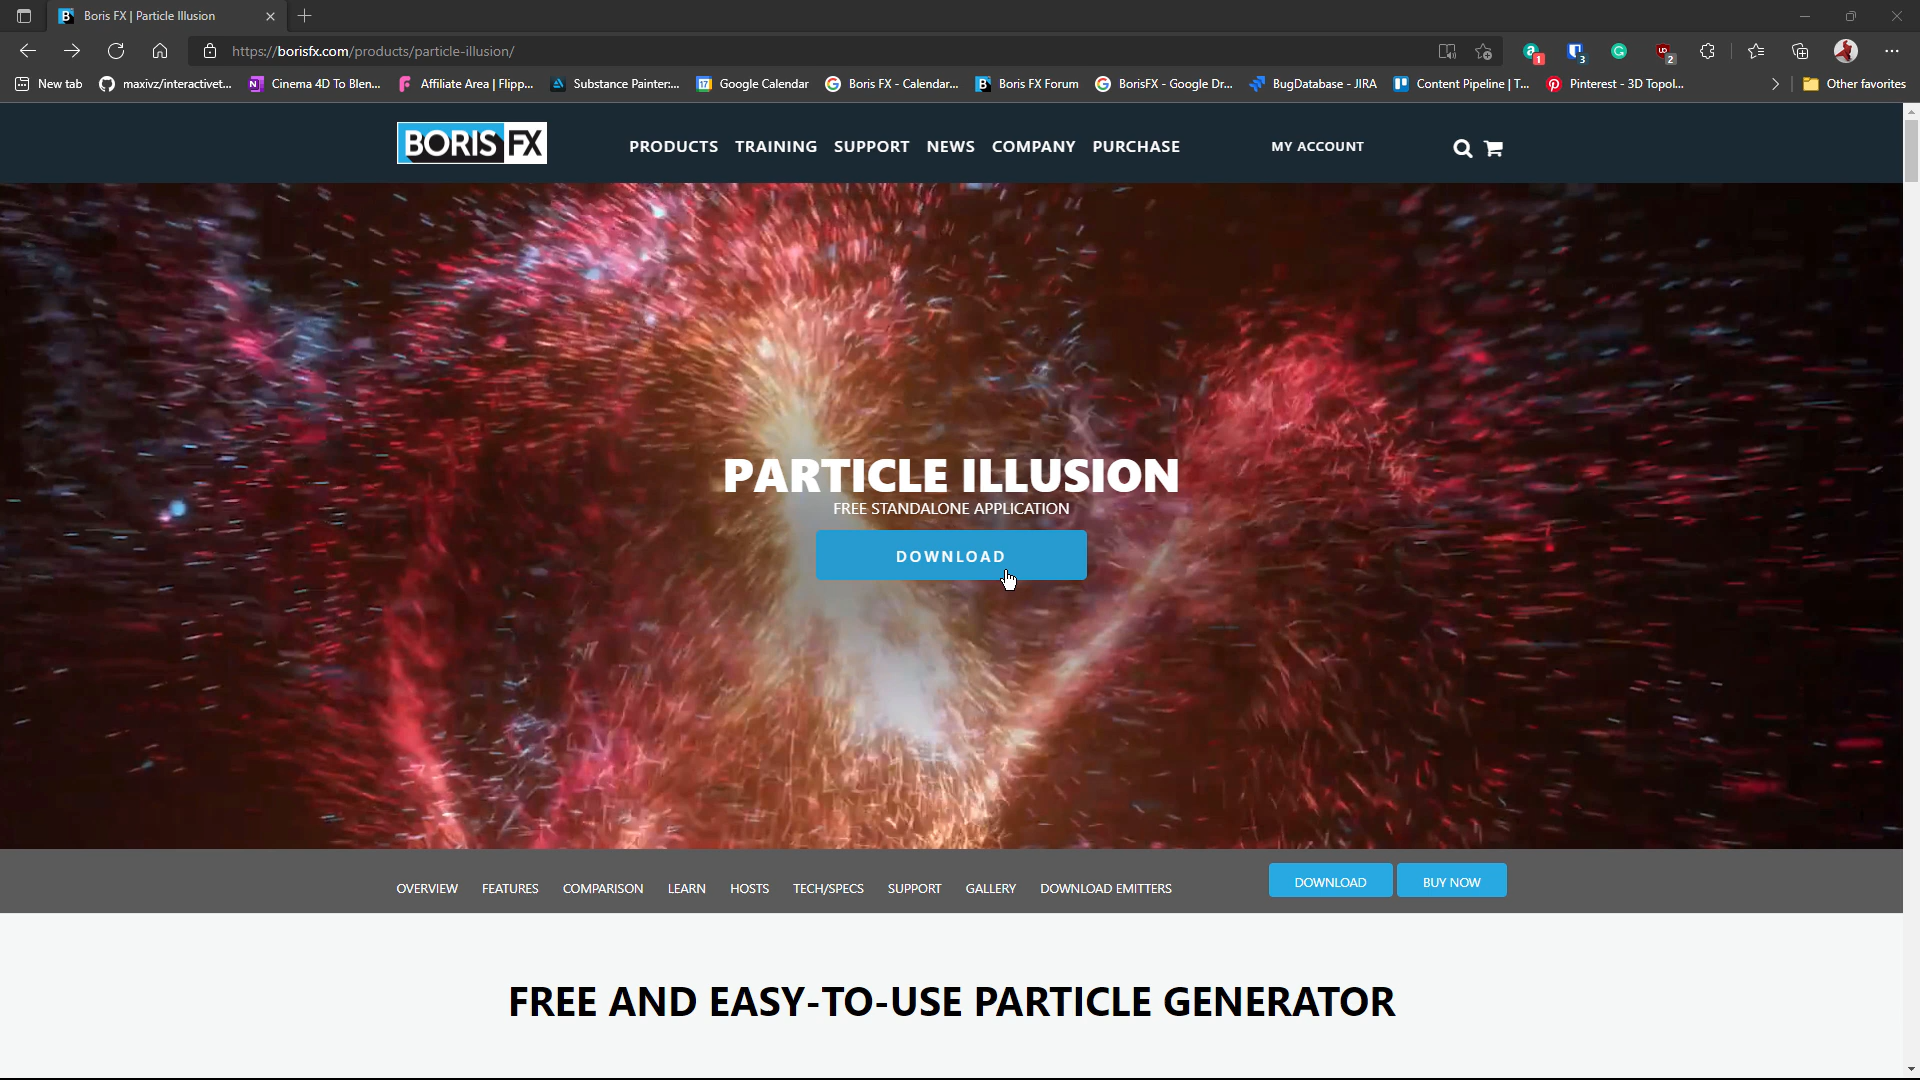 Boris FX | Particle Illusion
https://borisfx.com/products/particle-illusion/
1
3
2
New tab
maxivz/interactivet...
Cinema 4D To Blen...
Affiliate Area | Flipp...
Substance Painter:...
Google Calendar
Boris FX - Calendar...
Boris FX Forum
BorisFX - Google Dr...
BugDatabase - JIRA
Content Pipeline | T...
Pinterest - 3D Topol...
Other favorites
BORIS FX
PRODUCTS TRAINING SUPPORT NEWS COMPANY PURCHASE
MY ACCOUNT
PARTICLE ILLUSION
FREE STANDALONE APPLICATION
DOWNLOAD
OVERVIEW FEATURES COMPARISON LEARN HOSTS TECH/SPECS SUPPORT GALLERY DOWNLOAD EMITTERS
DOWNLOAD
BUY NOW
FREE AND EASY-TO-USE PARTICLE GENERATOR